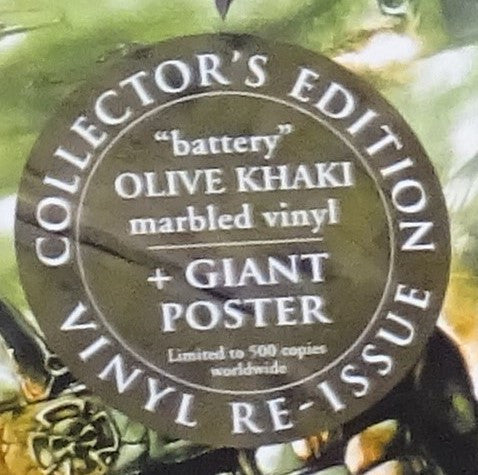 COLLECTOR'S EDITION
"battery"
OLIVE KHAKI
marbled vinyl
+ GIANT
POSTER
Limited to 500 copies
worldwide
VINYL RE-ISSUE